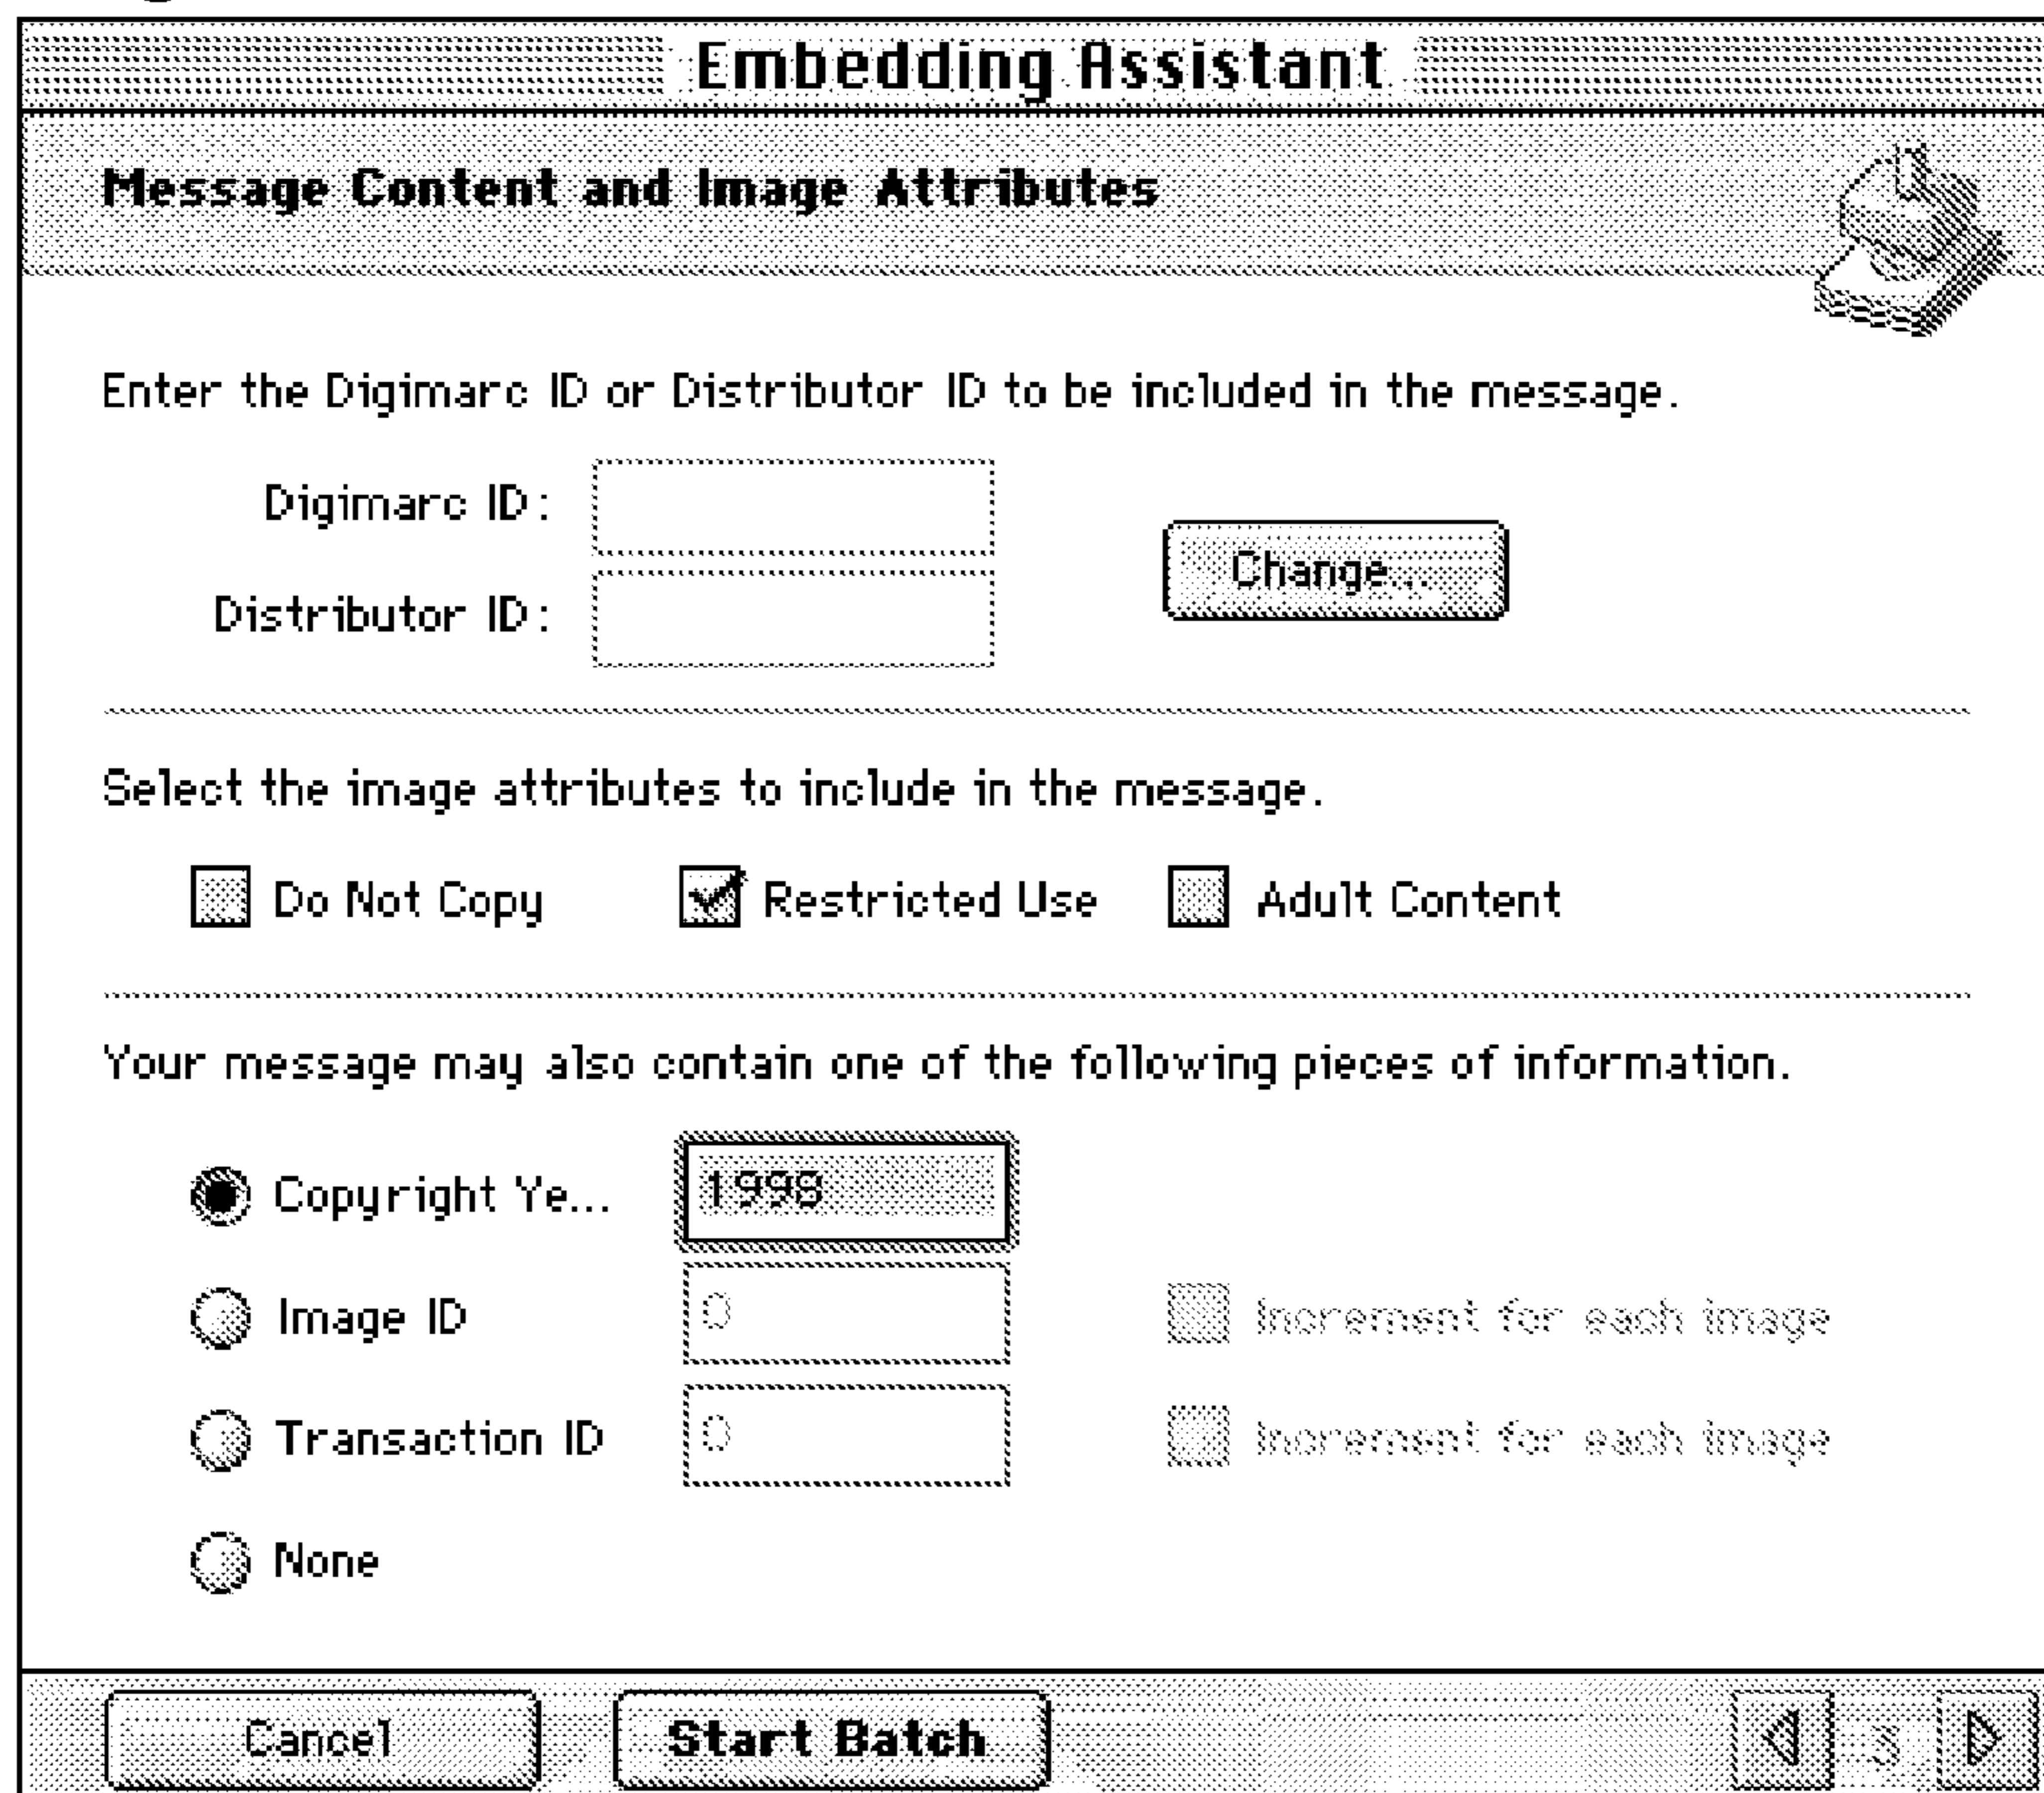 Embedding Assistant
Message Content and Image Attributes
Enter the Digimarc ID or Distributor ID to be included in the message.
Digimarc ID:
Change...
Distributor ID:
Select the image attributes to include in the message.
Do Not Copy Restricted Use Adult Content
Your message may also contain one of the following pieces of information.
Copyright Ye... 1998
Image ID 0 Increment for each image
Transaction ID 0 Increment for each image
None
Cancel Start Batch 3